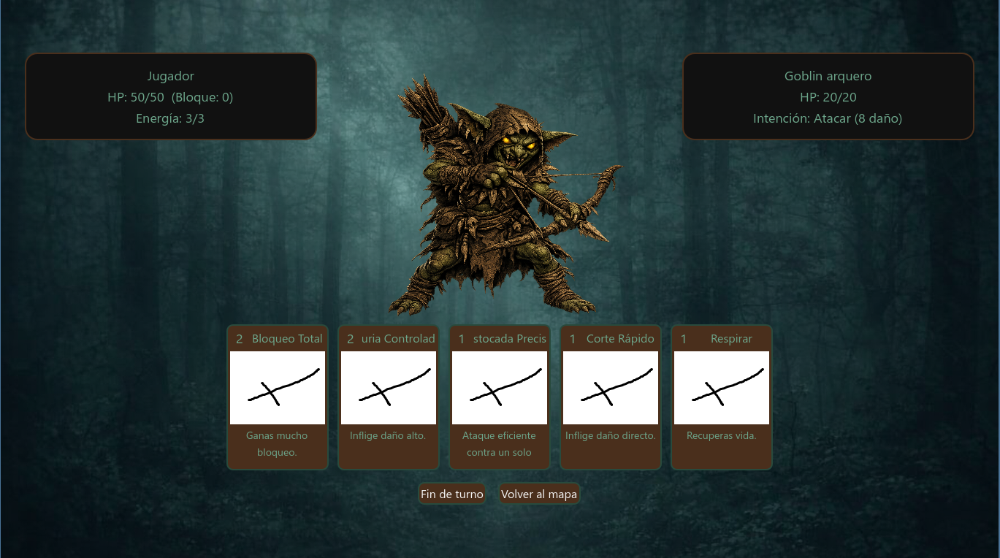 Jugador
HP: 50/50 (Bloque: 0)
Energía: 3/3
Goblin arquero
HP: 20/20
Intención: Atacar (8 daño)
2 Bloqueo Total
Ganas mucho
bloqueo.
2 uria Controlad
Inflige daño alto.
1 stocada Precis
Ataque eficiente
contra un solo
1 Corte Rápido
Inflige daño directo.
1 Respirar
Recuperas vida.
Fin de turno
Volver al mapa